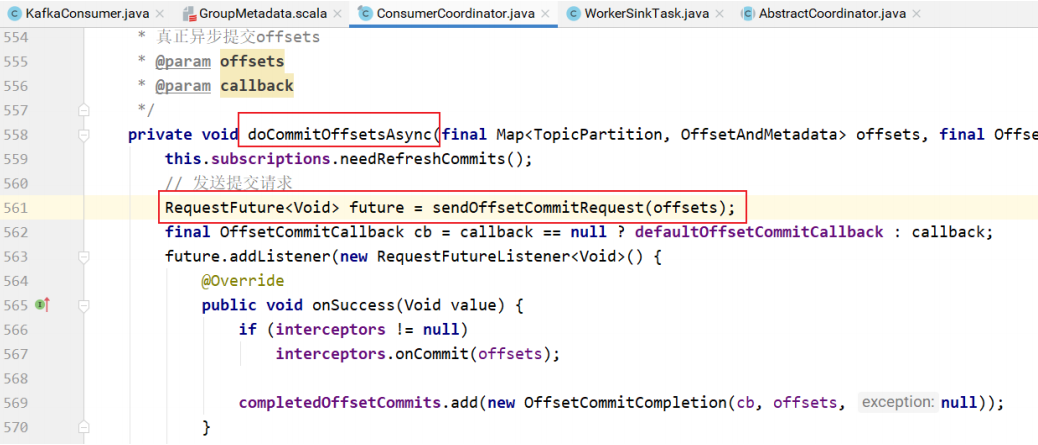 KafkaConsumer.java × GroupMetadata.scala × ConsumerCoordinator.java × WorkerSinkTask.java × AbstractCoordinator.java ×
554 * 真正异步提交offsets
555 * @param offsets
556 * @param callback
557 */
558 private void doCommitOffsetsAsync(final Map<TopicPartition, OffsetAndMetadata> offsets, final Offse
559 this.subscriptions.needRefreshCommits();
560 // 发送提交请求
561 RequestFuture<Void> future = sendOffsetCommitRequest(offsets);
562 final OffsetCommitCallback cb = callback == null ? defaultOffsetCommitCallback : callback;
563 future.addListener(new RequestFutureListener<Void>() {
564 @Override
565 public void onSuccess(Void value) {
566 if (interceptors != null)
567 interceptors.onCommit(offsets);
568
569 completedOffsetCommits.add(new OffsetCommitCompletion(cb, offsets, exception: null));
570 }